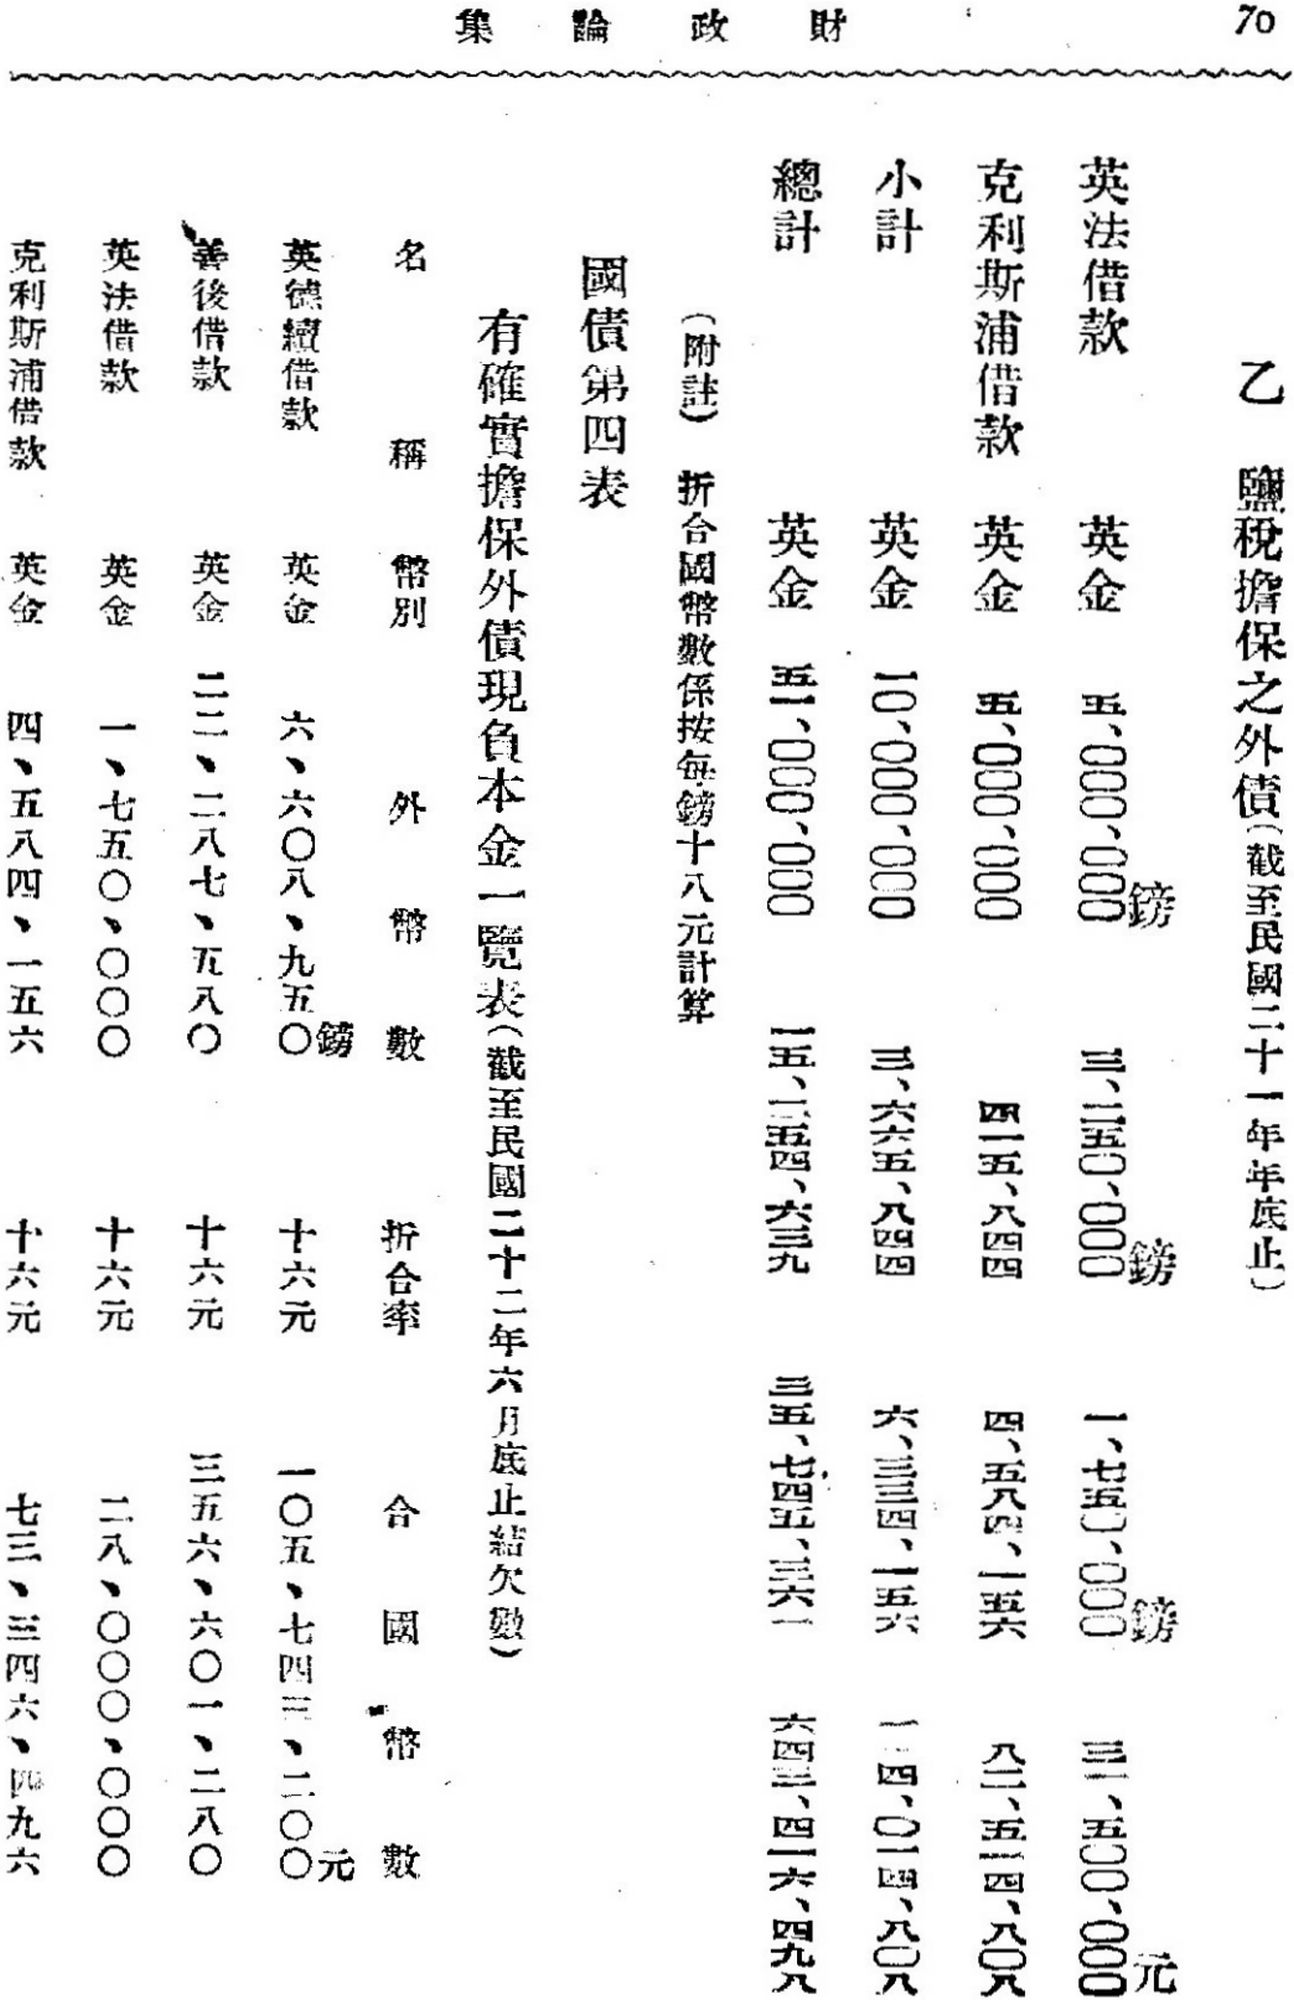 70
財政論集
乙　鹽稅擔保之外債（截至民國二十一年年底止）
英法借款　英金　五、〇〇〇、〇〇〇鎊　三、二五〇、〇〇〇鎊　一、七五〇、〇〇〇鎊　三一、五〇〇、〇〇〇元
克利斯浦借款　英金　五、〇〇〇、〇〇〇　四一五、八四四　四、五八四、一五六　八二、五一四、八〇八
小計　英金　一〇、〇〇〇、〇〇〇　三、六六五、八四四　六、三三四、一五六　一一四、〇一四、八〇八
總計　英金　五一、〇〇〇、〇〇〇　一五、二五四、六三九　三五、七四五、三六一　六四三、四一六、四九八
（附註）　折合國幣數係按每鎊十八元計算
國債第四表
有確實擔保外債現負本金一覽表（截至民國二十二年六月底止結欠數）
名稱　幣別　外幣數　折合率　合國幣數
英德續借款　英金　六、六〇八、九五〇鎊　十六元　一〇五、七四三、二〇〇元
善後借款　英金　二二、二八七、五八〇　十六元　三五六、六〇一、二八〇
英法借款　英金　一、七五〇、〇〇〇　十六元　二八、〇〇〇、〇〇〇
克利斯浦借款　英金　四、五八四、一五六　十六元　七三、三四六、四九六